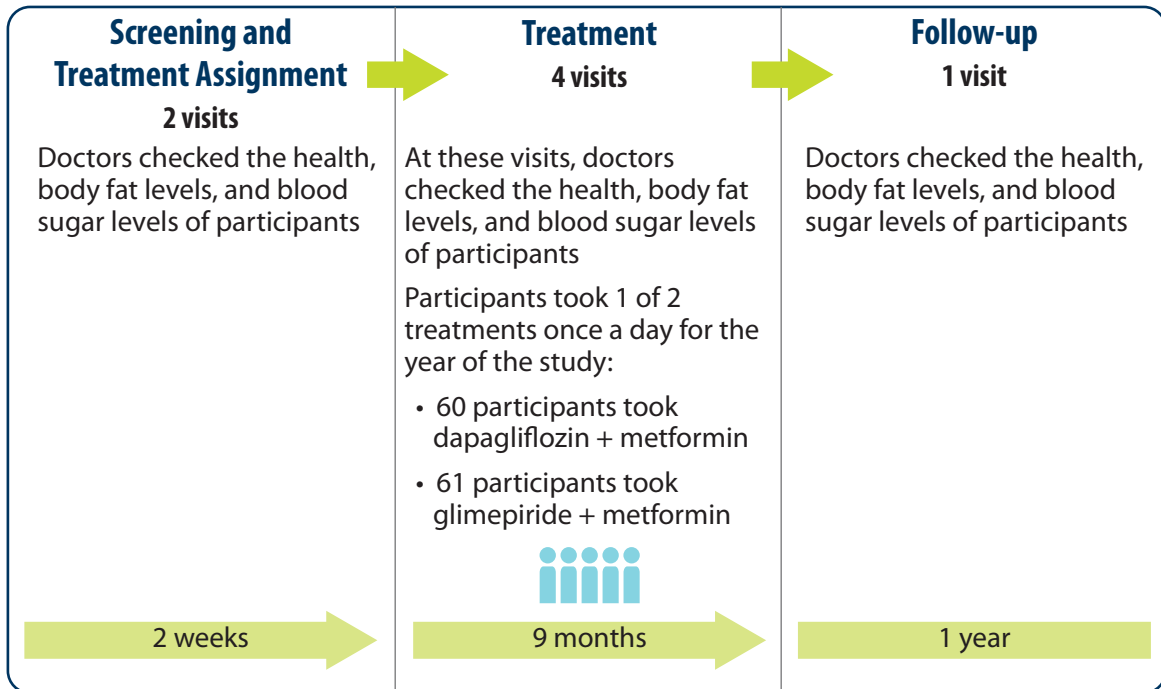 Screening and
Treatment Assignment
2 visits
Doctors checked the health,
body fat levels, and blood
sugar levels of participants
2 weeks
Treatment
4 visits
At these visits, doctors
checked the health, body fat
levels, and blood sugar levels
of participants
Participants took 1 of 2
treatments once a day for the
year of the study:
• 60 participants took
dapagliflozin + metformin
• 61 participants took
glimepiride + metformin
9 months
Follow-up
1 visit
Doctors checked the health,
body fat levels, and blood
sugar levels of participants
1 year